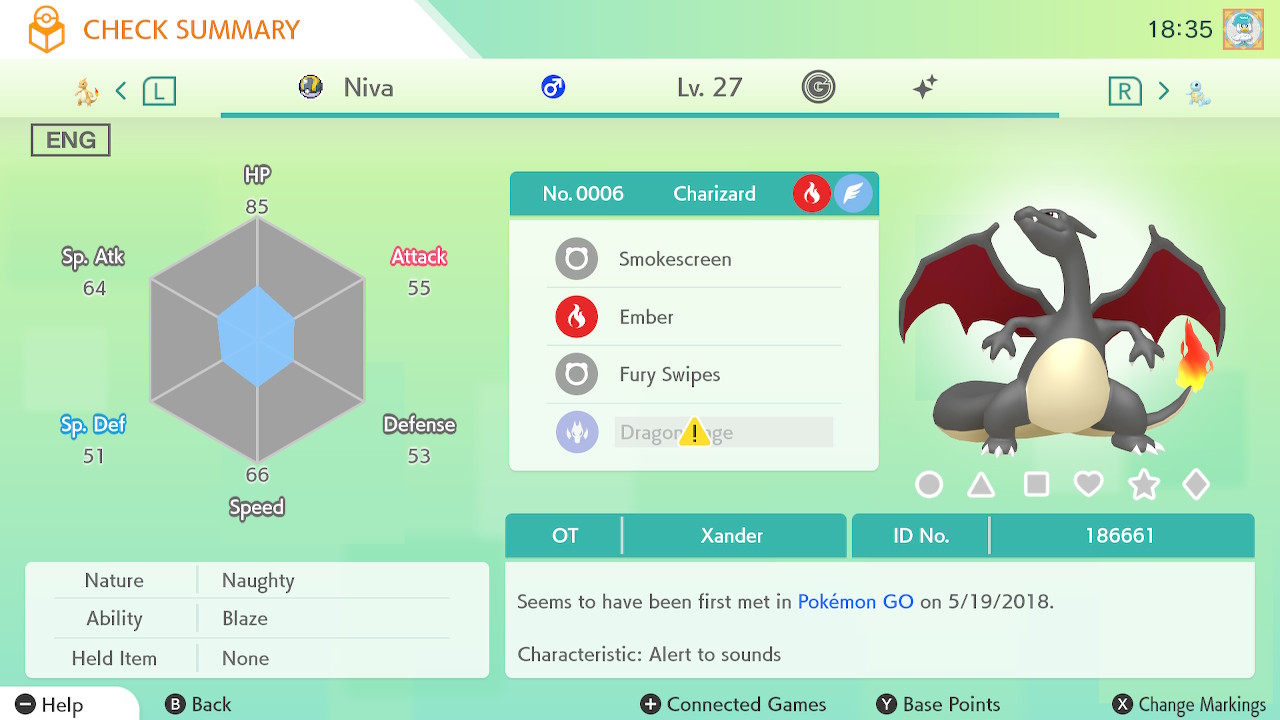 CHECK SUMMARY
18:35
L
Niva
Lv. 27
G
R
ENG
HP
85
Sp. Atk
64
Attack
55
Sp. Def
51
Defense
53
66
Speed
No. 0006 Charizard
Smokescreen
Ember
Fury Swipes
OT Xander
ID No. 186661
Nature Naughty
Ability Blaze
Held Item None
Seems to have been first met in Pokémon GO on 5/19/2018.
Characteristic: Alert to sounds
Help
B Back
Connected Games
Y Base Points
X Change Markings